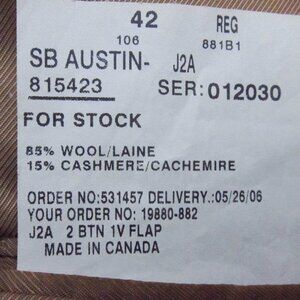 42 REG
106 881B1
SB AUSTIN- J2A
815423 SER: 012030
FOR STOCK
85% WOOL/LAINE
15% CASHMERE/CACHEMIRE
ORDER NO:531457 DELIVERY.:05/26/06
YOUR ORDER NO: 19880-882
J2A 2 BTN 1V FLAP
MADE IN CANADA